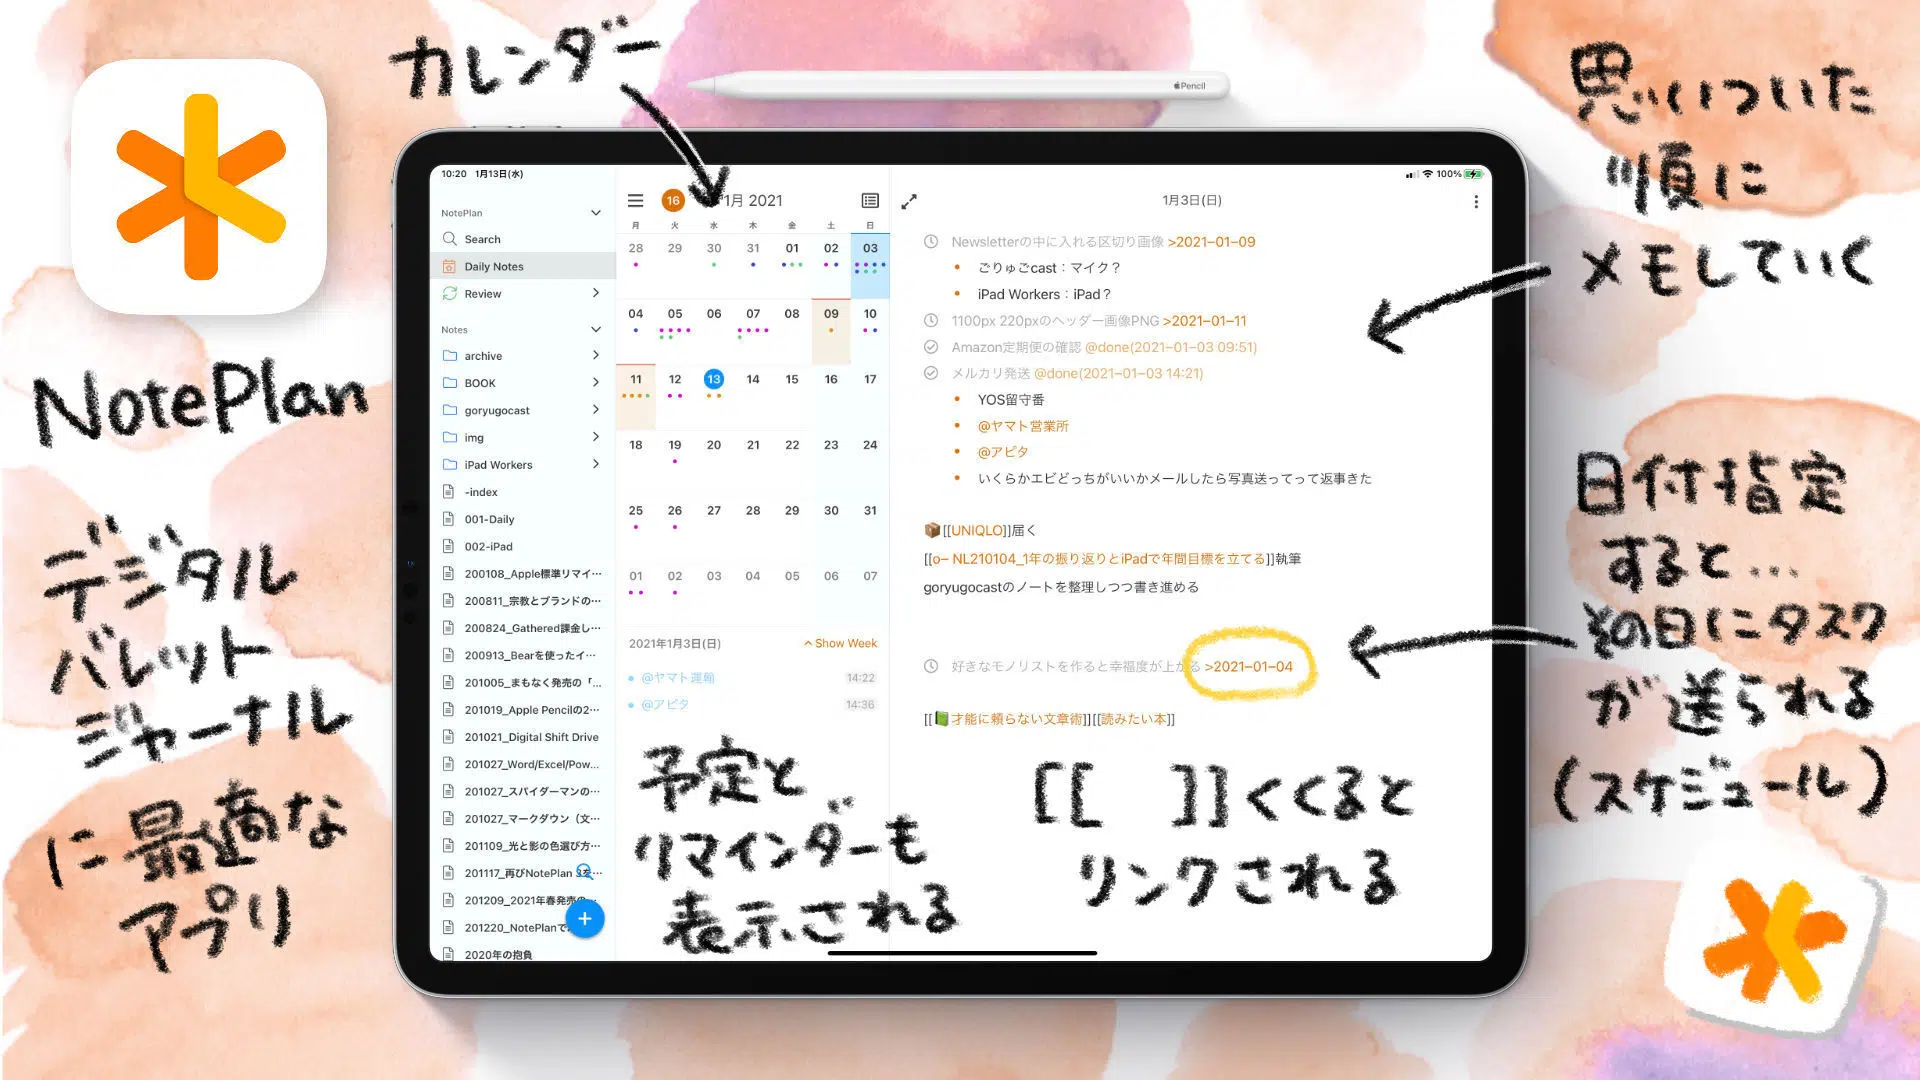 カレンダー
Pencil
思いついた
順に
メモしていく
NotePlan
デジタル
バレット
ジャーナル
に最適な
アプリ
10:20 1月13日(水)
NotePlan
Search
Daily Notes
Review
Notes
archive
BOOK
goryugocast
img
iPad Workers
-index
001-Daily
002-iPad
200108_Apple標準リマイ…
200811_宗教とブランドの…
200824_Gathered課金し…
200913_Bearを使ったイ…
201005_まもなく発売の「…
201019_Apple Pencilの2…
201021_Digital Shift Drive
201027_Word/Excel/Pow…
201027_スパイダーマンの…
201027_マークダウン（文…
201109_光と影の色選び方…
201117_再びNotePlan 3を…
201209_2021年春発売の…
201220_NotePlanで
2020年の抱負
16 1月 2021
月 火 水 木 金 土 日
28 29 30 31 01 02 03
04 05 06 07 08 09 10
11 12 13 14 15 16 17
18 19 20 21 22 23 24
25 26 27 28 29 30 31
01 02 03 04 05 06 07
2021年1月3日(日) Show Week
@ヤマト運輸 14:22
@アピタ 14:36
予定と
リマインダーも
表示される
100%
1月3日(日)
Newsletterの中に入れる区切り画像 >2021-01-09
ごりゅごcast：マイク？
iPad Workers：iPad？
1100px 220pxのヘッダー画像PNG >2021-01-11
Amazon定期便の確認 @done(2021-01-03 09:51)
メルカリ発送 @done(2021-01-03 14:21)
YOS留守番
@ヤマト営業所
@アピタ
いくらかエビどっちがいいかメールしたら写真送ってって返事きた
📦[[UNIQLO]]届く
[[o– NL210104_1年の振り返りとiPadで年間目標を立てる]]執筆
goryugocastのノートを整理しつつ書き進める
好きなモノリストを作ると幸福度が上がる >2021-01-04
[[📗才能に頼らない文章術]][[読みたい本]]
[[ ]]くくると
リンクされる
日付指定
すると…
その日にタスク
が送られる
(スケジュール)